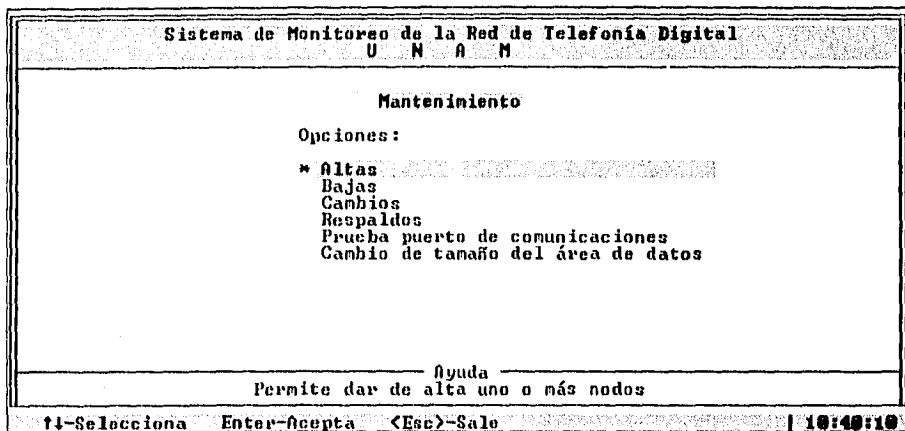 Sistema de Monitoreo de la Red de Telefonía Digital
U N A M
Mantenimiento
Opciones:
* Altas
Bajas
Cambios
Respaldos
Prueba puerto de comunicaciones
Cambio de tamaño del área de datos
Ayuda
Permite dar de alta uno o más nodos
↑↓-Selecciona Enter-Acepta <Esc>-Sale | 10:40:10